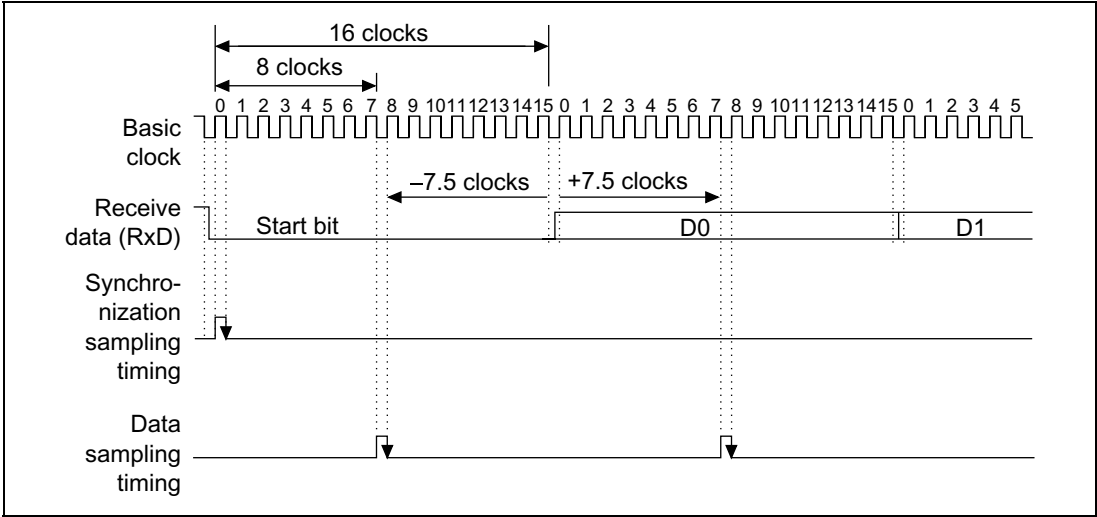 16 clocks
8 clocks
0 1 2 3 4 5 6 7 8 9 10 11 12 13 14 15 0 1 2 3 4 5 6 7 8 9 10 11 12 13 14 15 0 1 2 3 4 5
Basic
clock
–7.5 clocks +7.5 clocks
Receive
data (RxD)
Start bit D0 D1
Synchro-
nization
sampling
timing
Data
sampling
timing